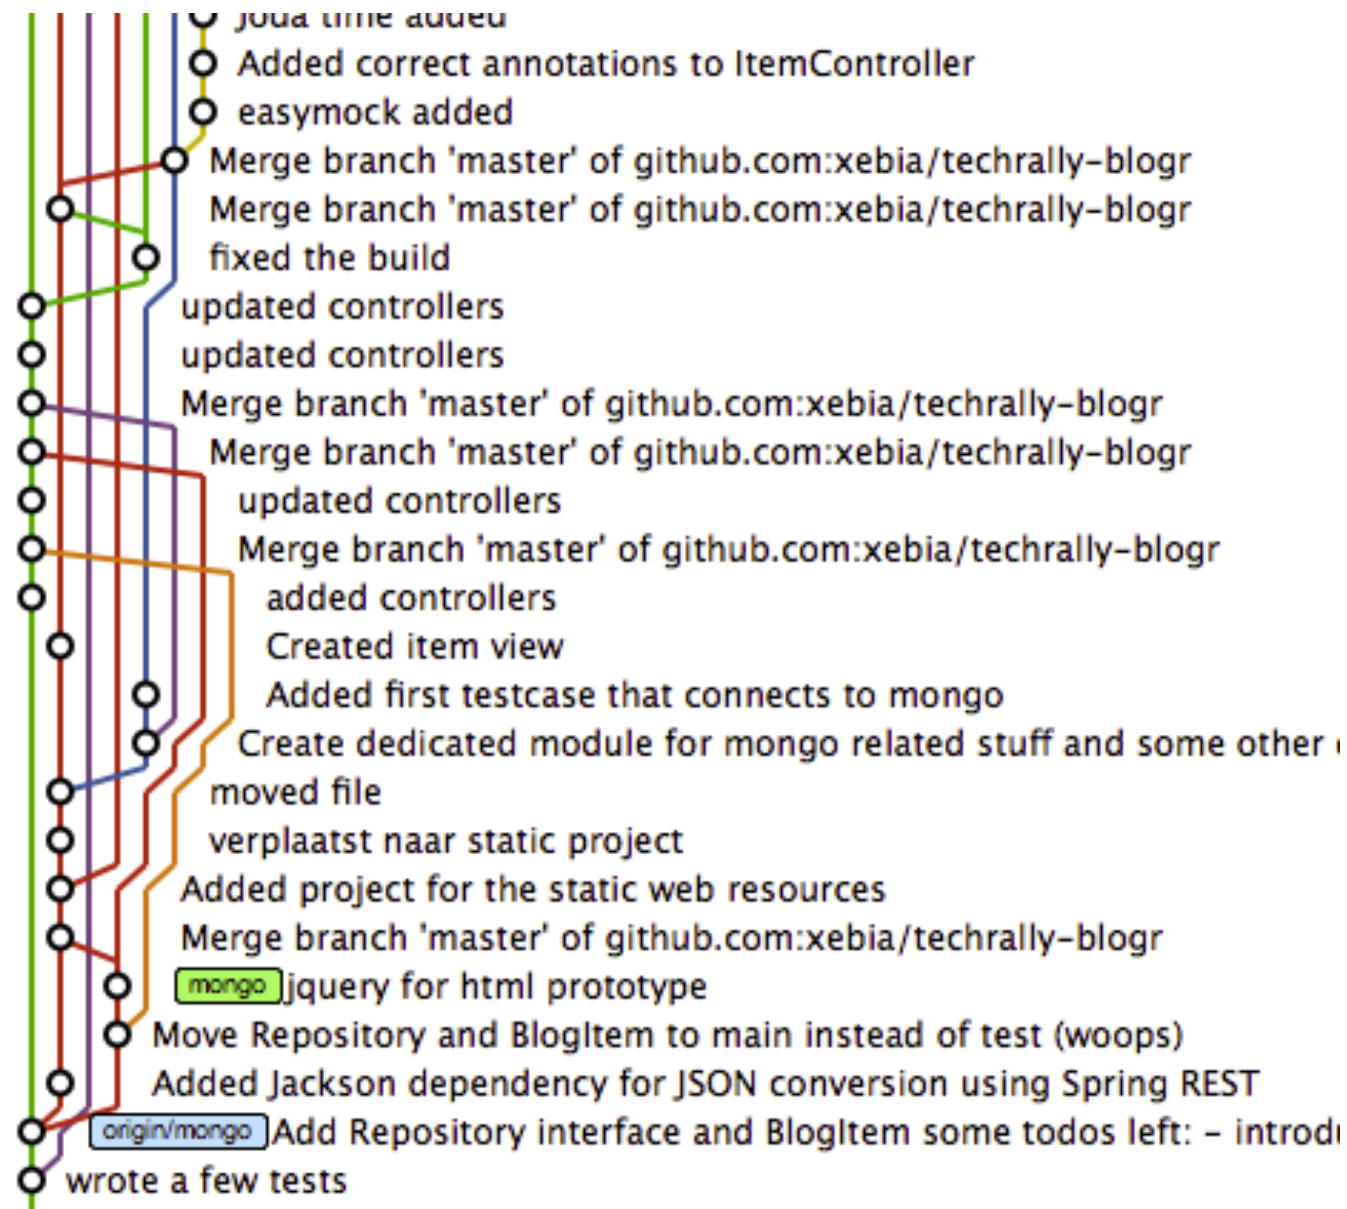 Joda time added
Added correct annotations to ItemController
easymock added
Merge branch 'master' of github.com:xebia/techrally-blogr
Merge branch 'master' of github.com:xebia/techrally-blogr
fixed the build
updated controllers
updated controllers
Merge branch 'master' of github.com:xebia/techrally-blogr
Merge branch 'master' of github.com:xebia/techrally-blogr
updated controllers
Merge branch 'master' of github.com:xebia/techrally-blogr
added controllers
Created item view
Added first testcase that connects to mongo
Create dedicated module for mongo related stuff and some other
moved file
verplaatst naar static project
Added project for the static web resources
Merge branch 'master' of github.com:xebia/techrally-blogr
mongo jquery for html prototype
Move Repository and BlogItem to main instead of test (woops)
Added Jackson dependency for JSON conversion using Spring REST
origin/mongo Add Repository interface and BlogItem some todos left: - introdu
wrote a few tests